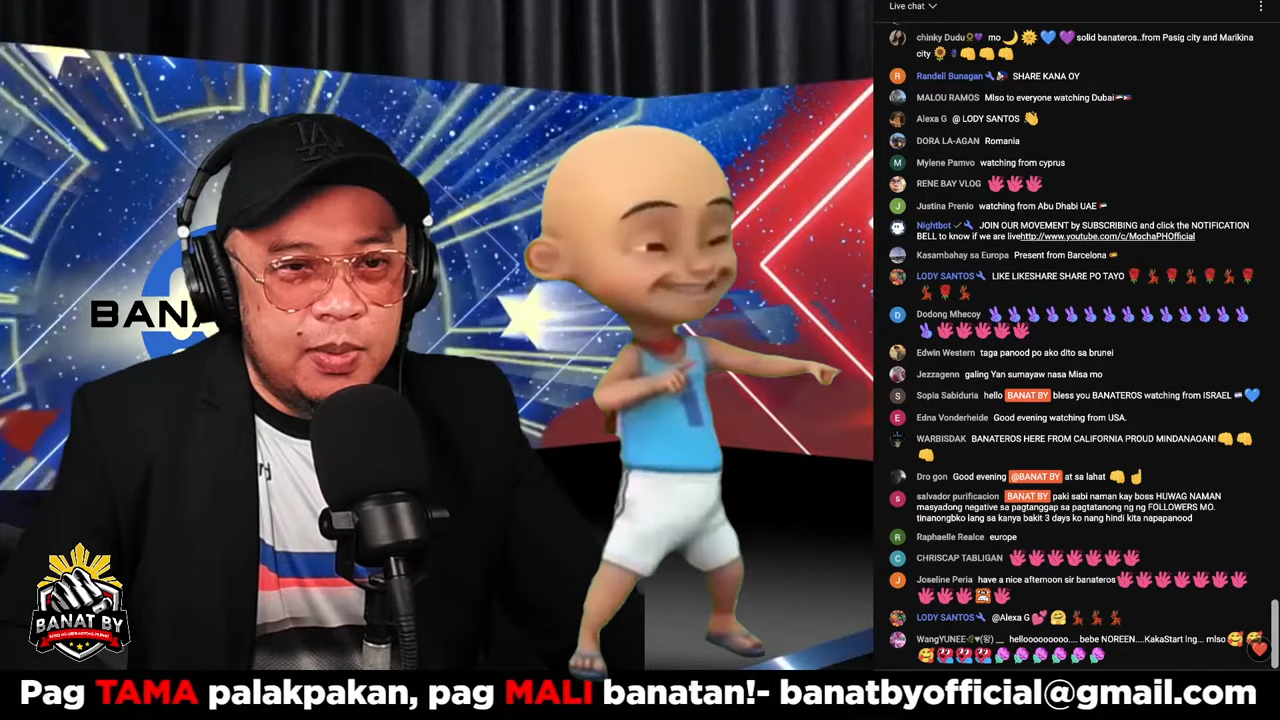 Live chat
chinky Dudu mo solid banateros..from Pasig city and Marikina
city
Randell Bunagan SHARE KANA OY
MALOU RAMOS Mlso to everyone watching Dubai
Alexa G @ LODY SANTOS
DORA LA-AGAN Romania
M Mylene Pamvo watching from cyprus
RENE BAY VLOG
J Justina Prenio watching from Abu Dhabi UAE
Nightbot JOIN OUR MOVEMENT by SUBSCRIBING and click the NOTIFICATION
BELL to know if we are livehttp://www.youtube.com/c/MochaPHOfficial
Kasambahay sa Europa Present from Barcelona
LODY SANTOS LIKE LIKESHARE SHARE PO TAYO
D Dodong Mhecoy
Edwin Western taga panood po ako dito sa brunei
Jezzagenn galing Yan sumayaw nasa Misa mo
S Sopia Sabiduria hello BANAT BY bless you BANATEROS watching from ISRAEL
E Edna Vonderheide Good evening watching from USA.
WARBISDAK BANATEROS HERE FROM CALIFORNIA PROUD MINDANAOAN!
Dro gon Good evening @BANAT BY at sa lahat
s salvador purificacion BANAT BY paki sabi naman kay boss HUWAG NAMAN
masyadong negative sa pagtanggap sa pagtatanong ng ng FOLLOWERS MO.
tinanongbko lang sa kanya bakit 3 days ko nang hindi kita napapanood
R Raphaelle Realce europe
C CHRISCAP TABLIGAN
J Joseline Peria have a nice afternoon sir banateros
LODY SANTOS @Alexa G
WangYUNEE hellooooooooo.... bebe NOREEN....KakaStart Ing... mlso
LA
BANA
1
BANAT BY
Pag TAMA palakpakan, pag MALI banatan!- banatbyofficial@gmail.com